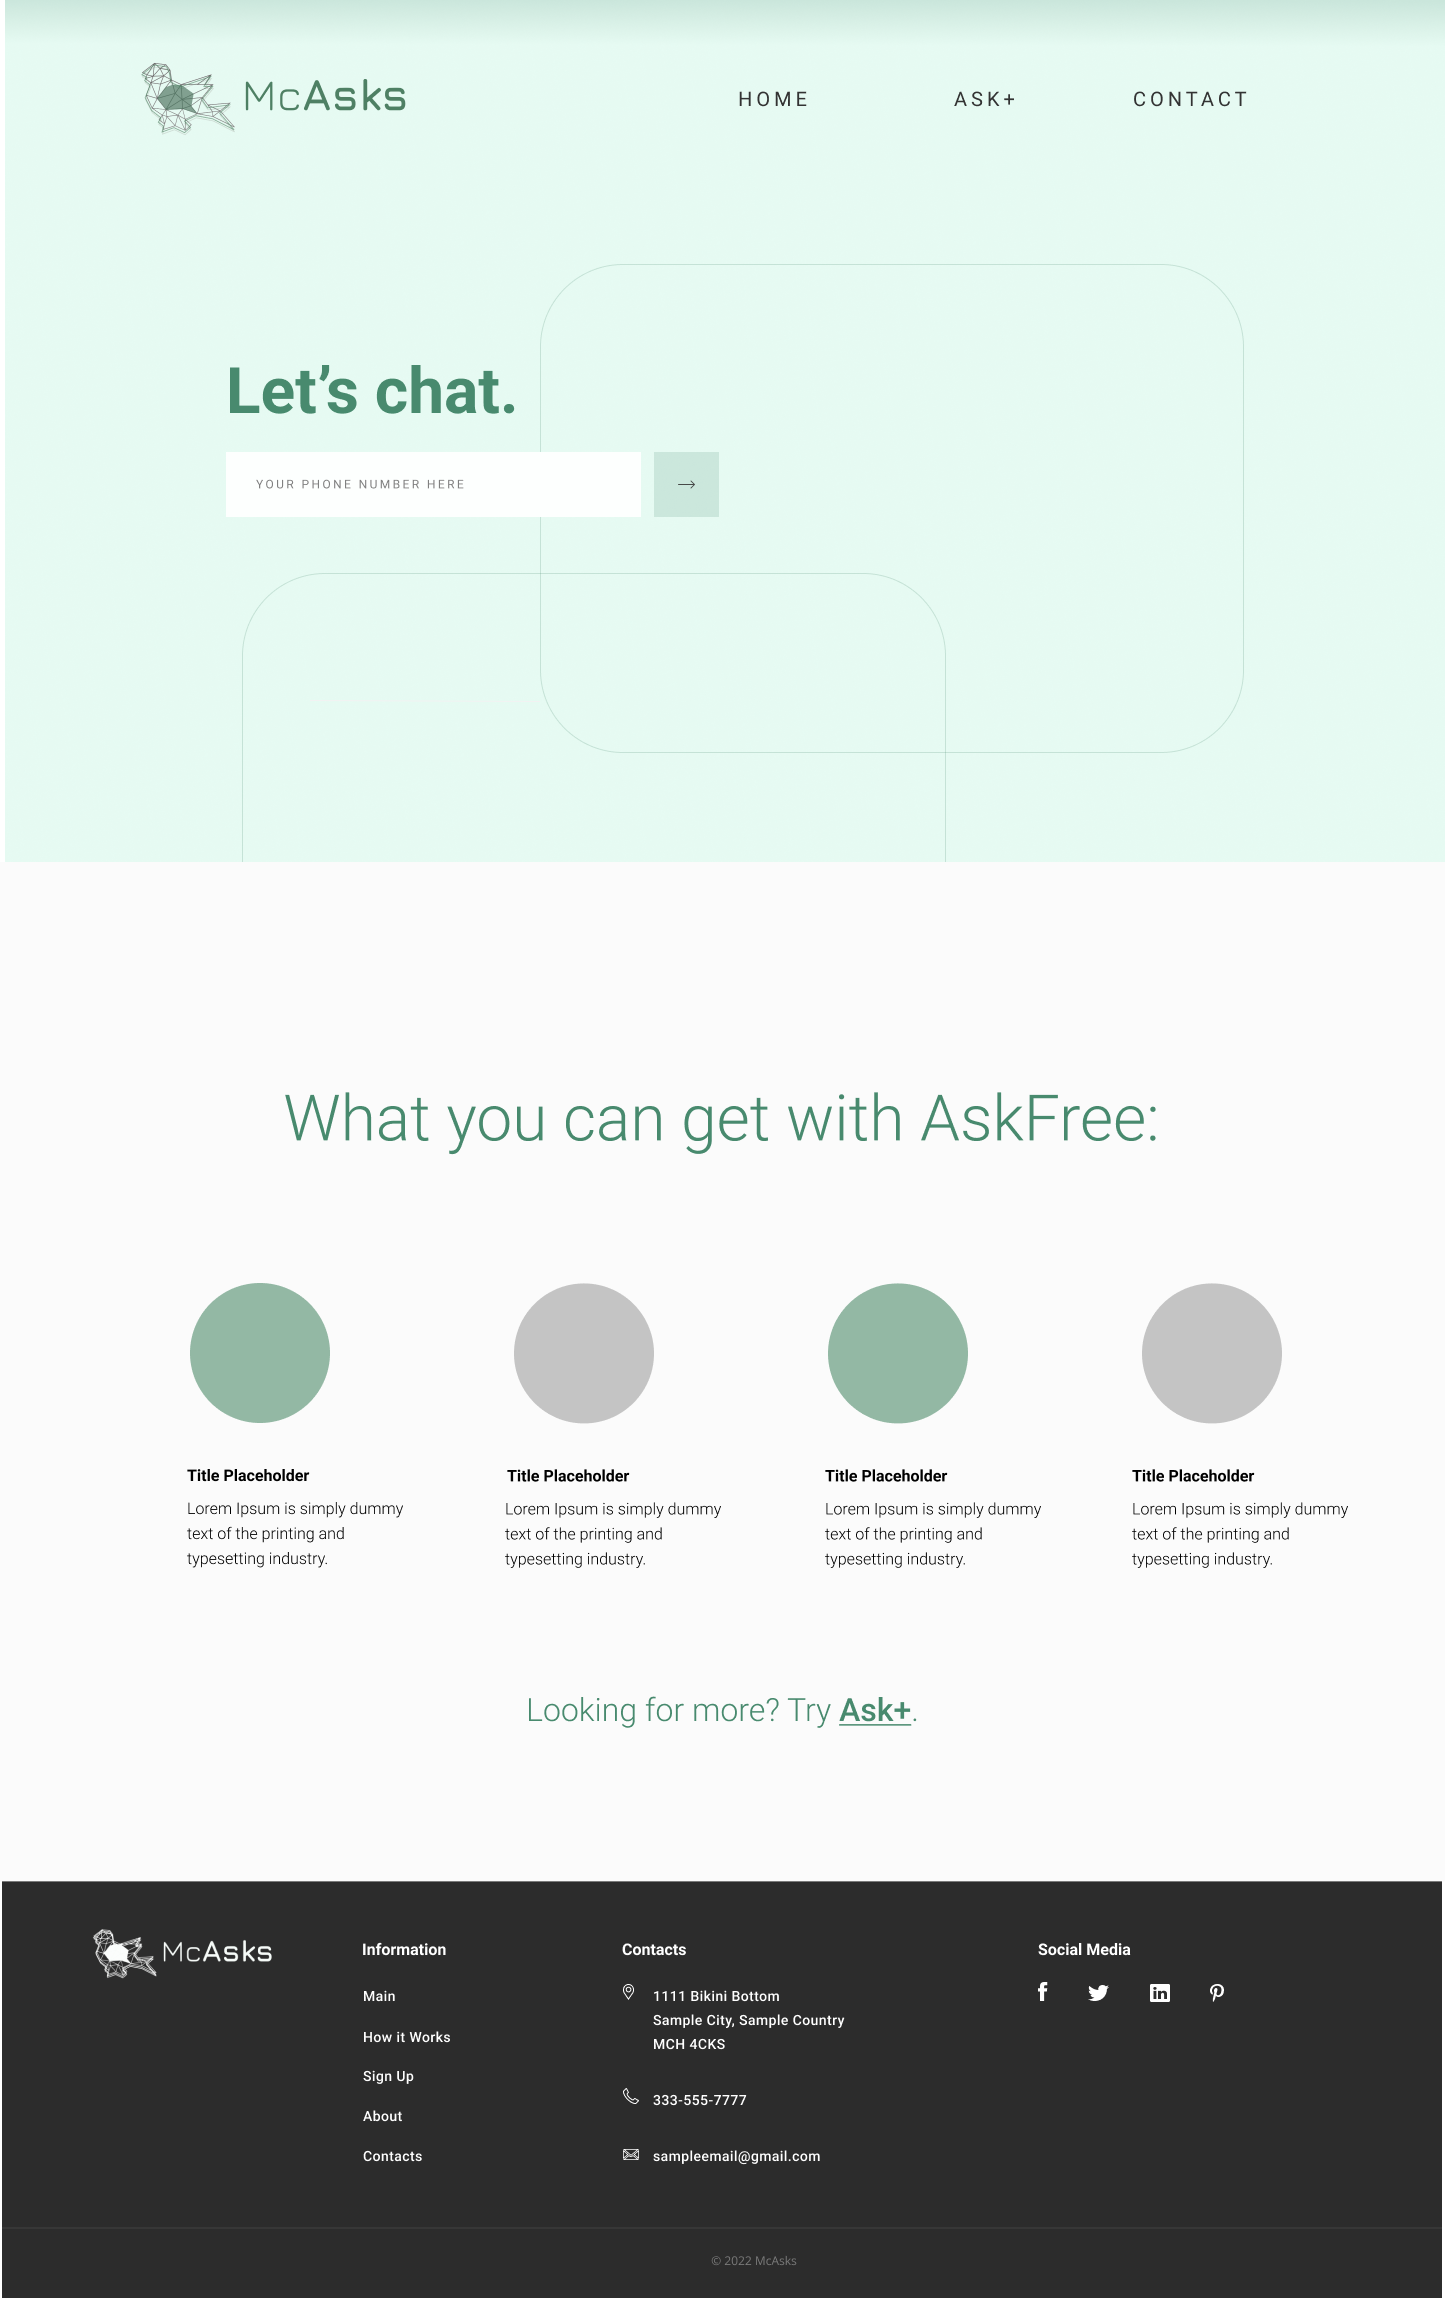 McAsks
HOME
ASK+
CONTACT
Let’s chat.
YOUR PHONE NUMBER HERE
What you can get with AskFree:
Title Placeholder
Lorem Ipsum is simply dummy
text of the printing and
typesetting industry.
Title Placeholder
Lorem Ipsum is simply dummy
text of the printing and
typesetting industry.
Title Placeholder
Lorem Ipsum is simply dummy
text of the printing and
typesetting industry.
Title Placeholder
Lorem Ipsum is simply dummy
text of the printing and
typesetting industry.
Looking for more? Try Ask+.
McAsks
Information
Main
How it Works
Sign Up
About
Contacts
Contacts
1111 Bikini Bottom
Sample City, Sample Country
MCH 4CKS
333-555-7777
sampleemail@gmail.com
Social Media
© 2022 McAsks